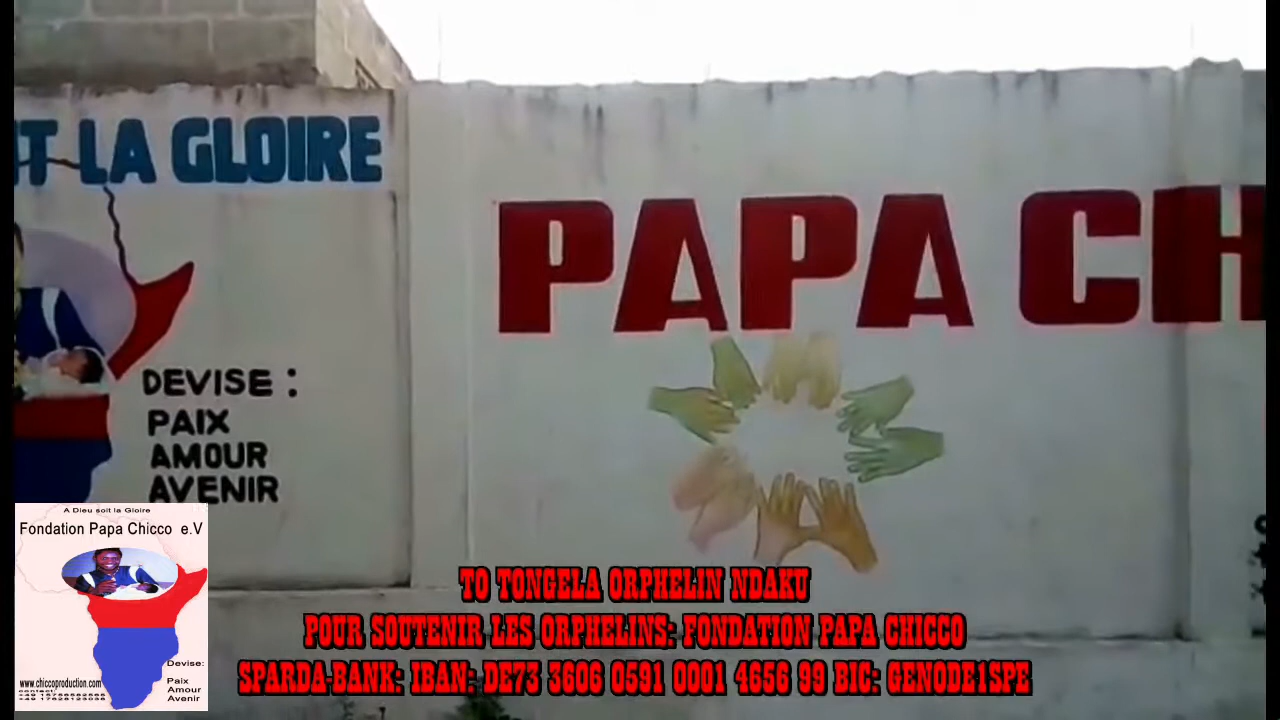 T LA GLOIRE
PAPA CH
DEVISE :
PAIX
AMOUR
AVENIR
A Dieu soit la Gloire
Fondation Papa Chicco e.V
Devise:
Paix
Amour
Avenir
www.chiccoproduction.com
contact:
TO TONGELA ORPHELIN NDAKU
POUR SOUTENIR LES ORPHELINS: FONDATION PAPA CHICCO
SPARDA-BANK: IBAN: DE73 3606 0591 0001 4656 99 BIC: GENODE1SPE